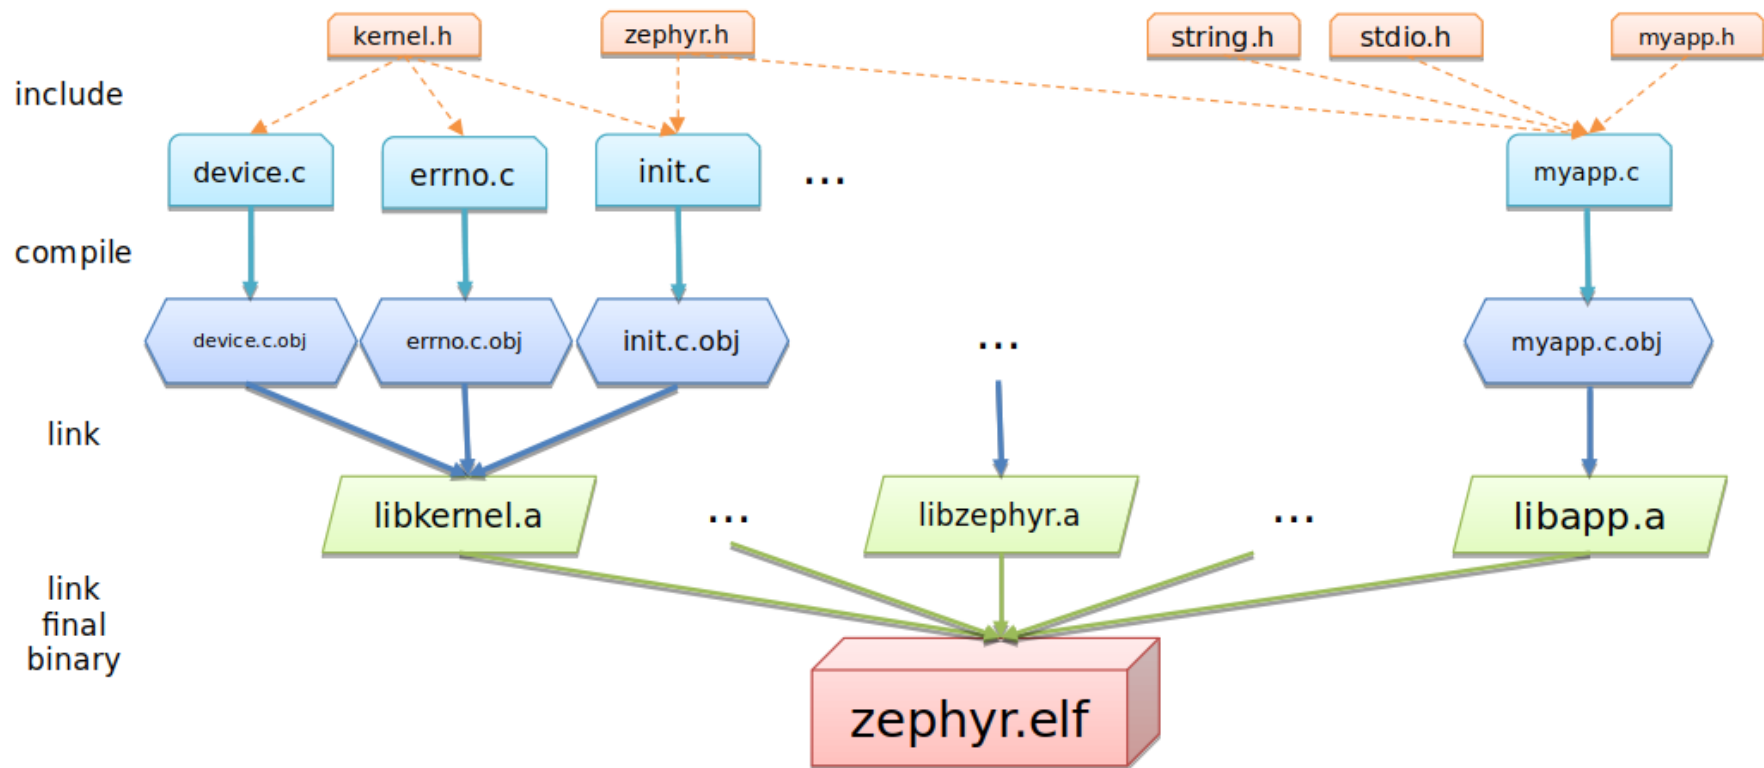 kernel.h
zephyr.h
string.h
stdio.h
myapp.h
include
device.c
errno.c
init.c
...
myapp.c
compile
device.c.obj
errno.c.obj
init.c.obj
...
myapp.c.obj
link
libkernel.a
...
libzephyr.a
...
libapp.a
link
final
binary
zephyr.elf